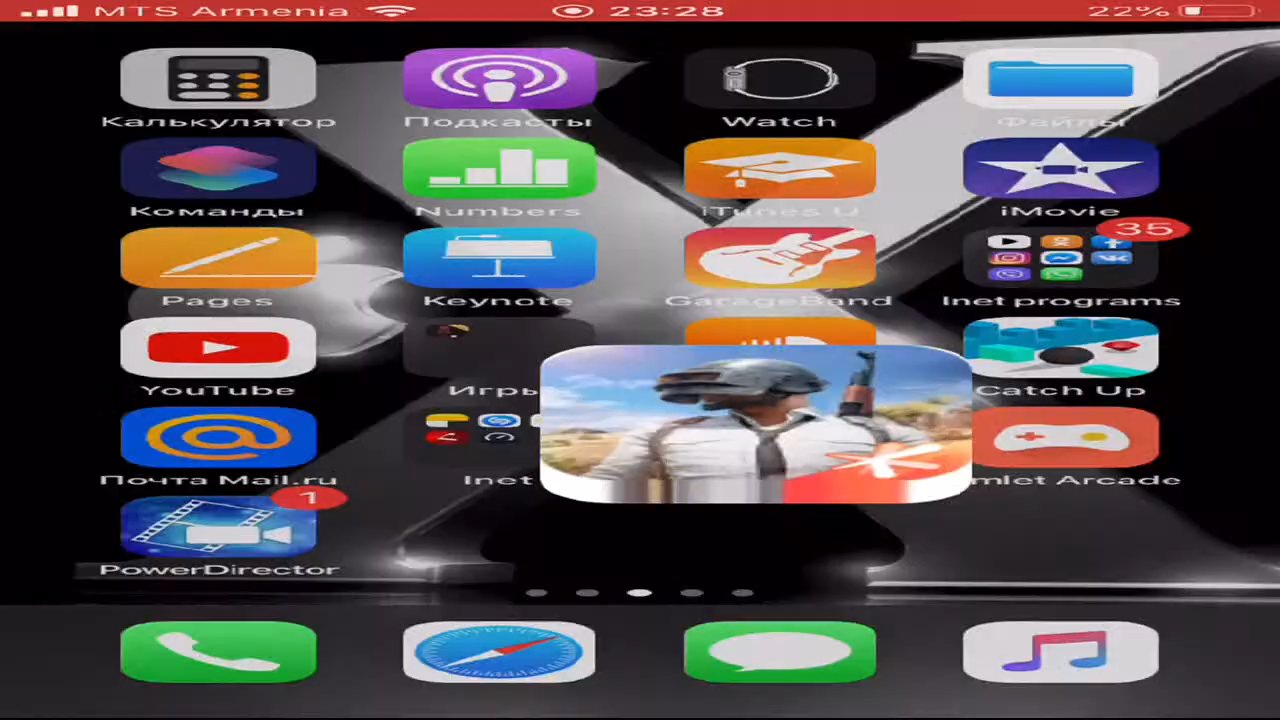 MTS Armenia 23:28 22%
Калькулятор Подкасты Watch Файлы
Команды Numbers iTunes U iMovie
35
Pages Keynote GarageBand Inet programs
YouTube Игры Catch Up
Почта Mail.ru Inet mlet Arcade
1
PowerDirector